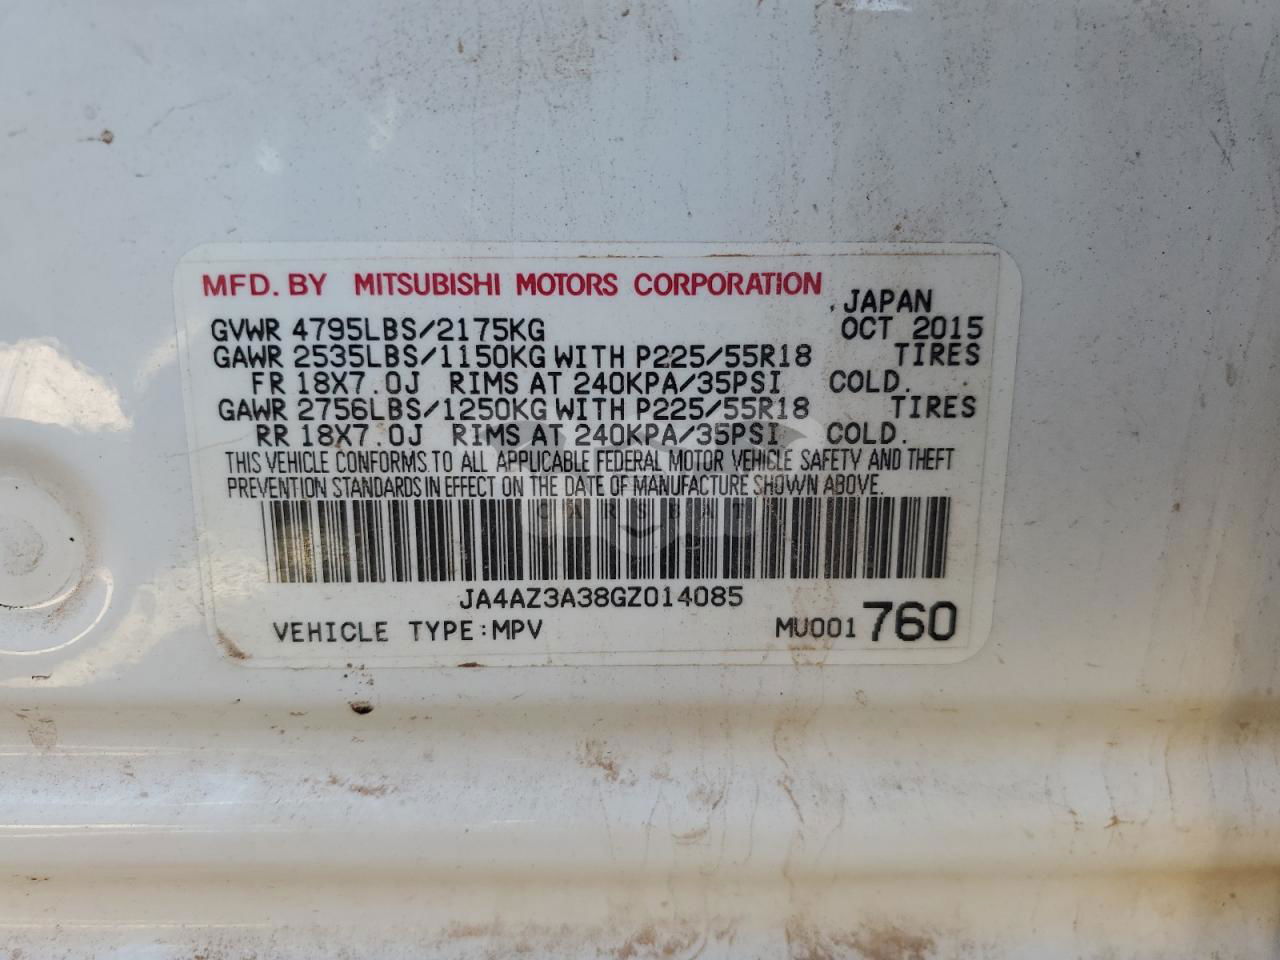 MFD. BY MITSUBISHI MOTORS CORPORATION
JAPAN
GVWR 4795LBS/2175KG OCT 2015
GAWR 2535LBS/1150KG WITH P225/55R18 TIRES
FR 18X7.0J RIMS AT 240KPA/35PSI COLD.
GAWR 2756LBS/1250KG WITH P225/55R18 TIRES
RR 18X7.0J RIMS AT 240KPA/35PSI COLD.
THIS VEHICLE CONFORMS TO ALL APPLICABLE FEDERAL MOTOR VEHICLE SAFETY AND THEFT
PREVENTION STANDARDS IN EFFECT ON THE DATE OF MANUFACTURE SHOWN ABOVE.
CARSBAT
JA4AZ3A38GZ014085
VEHICLE TYPE:MPV MU001 760